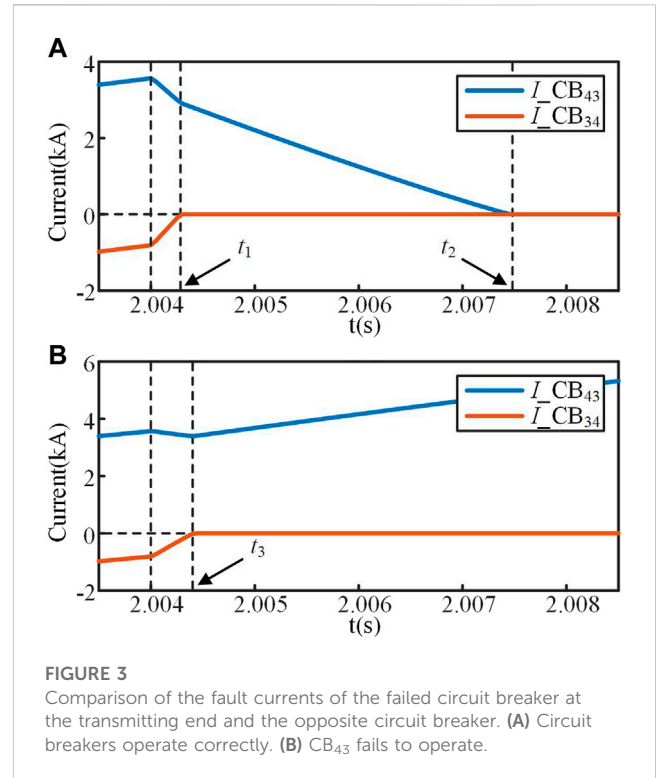 A
4
2
0
-2
Current(kA)
I_CB₄₃
I_CB₃₄
t₁
t₂
2.004 2.005 2.006 2.007 2.008
t(s)
B
6
4
2
0
-2
Current(kA)
I_CB₄₃
I_CB₃₄
t₃
2.004 2.005 2.006 2.007 2.008
t(s)
FIGURE 3
Comparison of the fault currents of the failed circuit breaker at
the transmitting end and the opposite circuit breaker. (A) Circuit
breakers operate correctly. (B) CB₄₃ fails to operate.